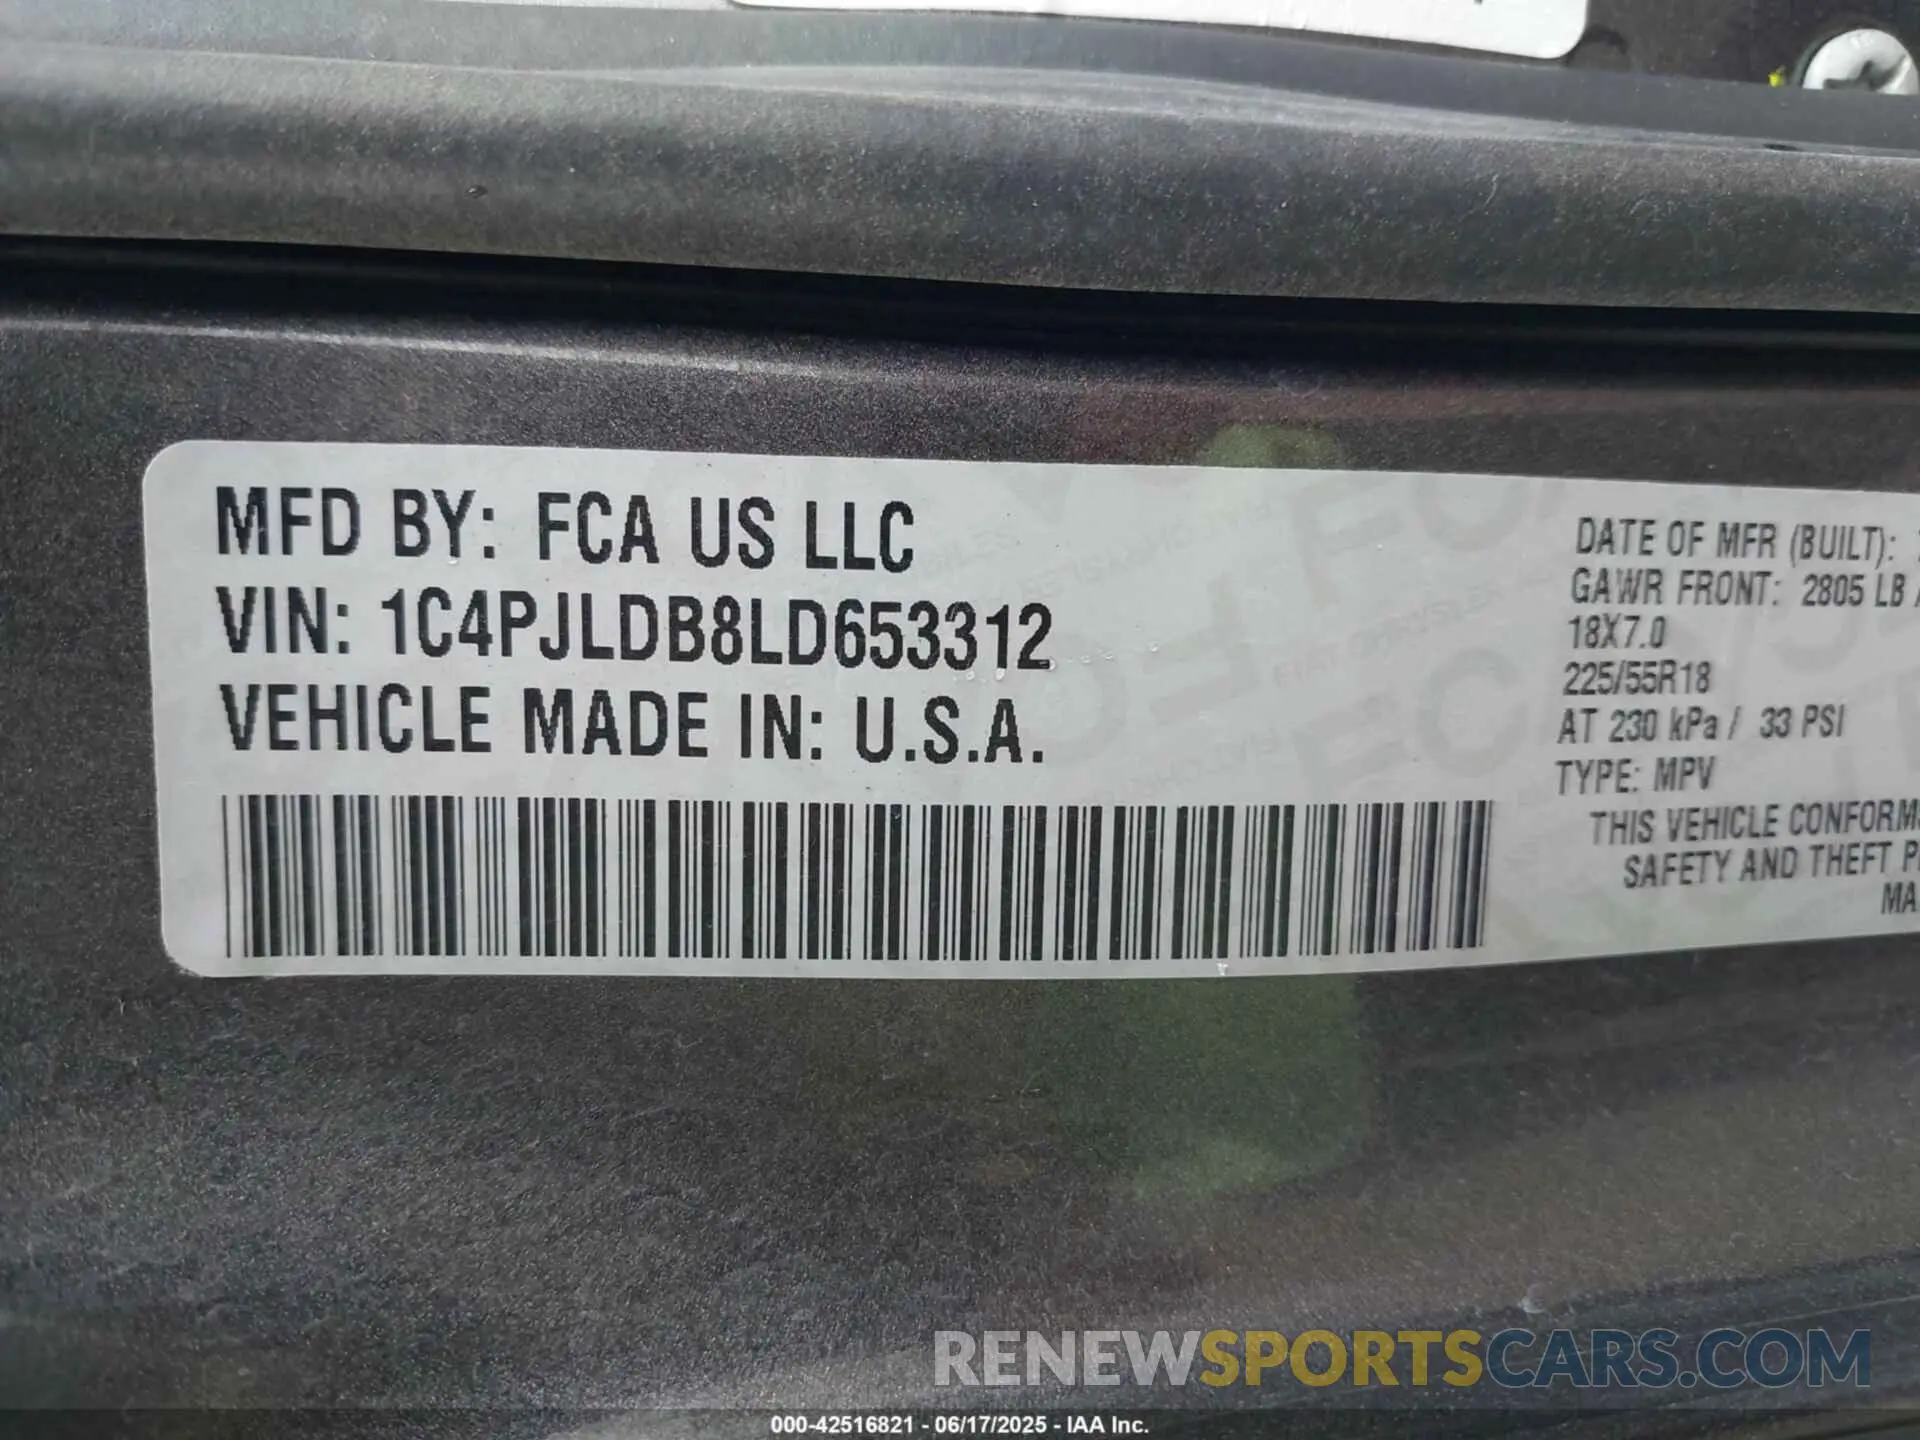 MFD BY: FCA US LLC
VIN: 1C4PJLDB8LD653312
VEHICLE MADE IN: U.S.A.
DATE OF MFR (BUILT):
GAWR FRONT: 2805 LB
18X7.0
225/55R18
AT 230 kPa / 33 PSI
TYPE: MPV
THIS VEHICLE CONFORM
SAFETY AND THEFT P
MA
RENEWSPORTSCARS.COM
000-42516821 - 06/17/2025 - IAA Inc.